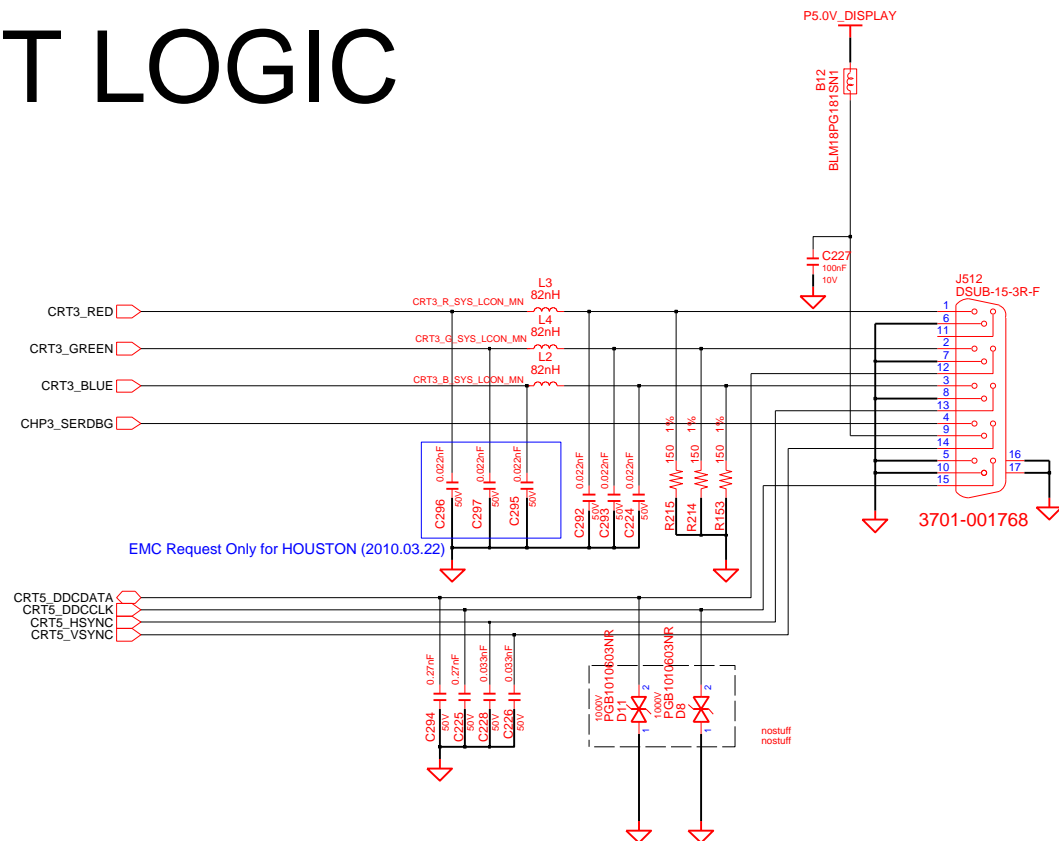 T LOGIC
P5.0V_DISPLAY
B12
BLM18PG181SN1
C227
100nF
10V
J512
DSUB-15-3R-F
1
6
11
2
7
12
3
8
13
4
9
14
5
10
15
16
17
3701-001768
CRT3_RED
CRT3_GREEN
CRT3_BLUE
CHP3_SERDBG
CRT3_R_SYS_LCON_MN
CRT3_G_SYS_LCON_MN
CRT3_B_SYS_LCON_MN
L3
82nH
L4
82nH
L2
82nH
0.022nF
C296
50V
0.022nF
C297
50V
0.022nF
C295
50V
0.022nF
C292
50V
0.022nF
C293
50V
0.022nF
C224
50V
150 1%
R215
150 1%
R214
150 1%
R153
EMC Request Only for HOUSTON (2010.03.22)
CRT5_DDCDATA
CRT5_DDCCLK
CRT5_HSYNC
CRT5_VSYNC
0.27nF
C294
50V
0.27nF
C225
50V
0.033nF
C228
50V
0.033nF
C226
50V
1000V
PGB1010603NR
D11
2
1
1000V
PGB1010603NR
D8
2
1
nostuff
nostuff